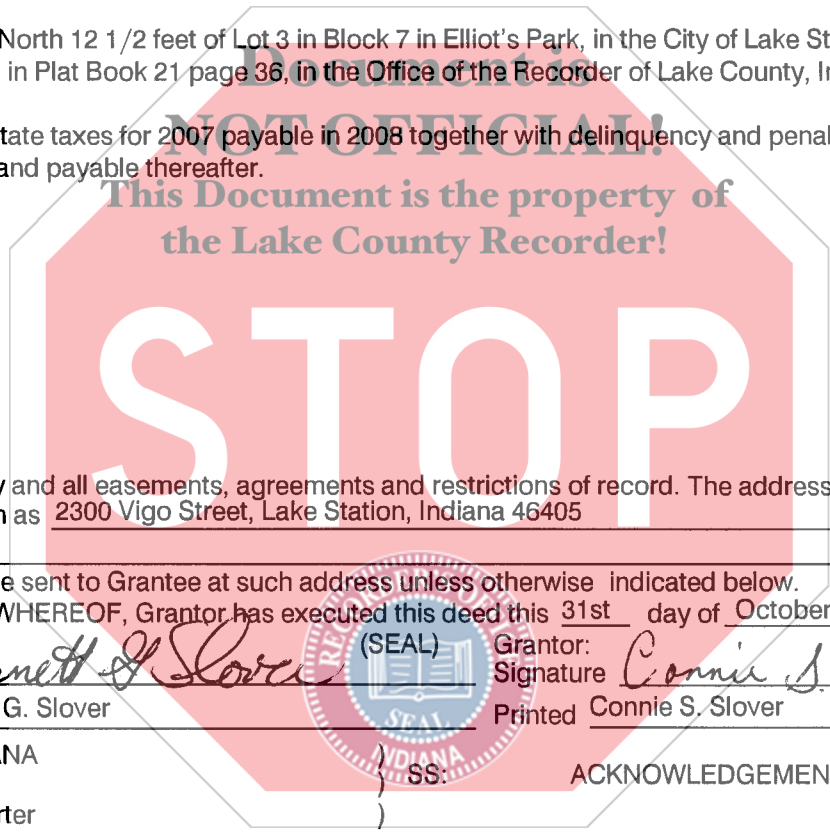 North 12 1/2 feet of Lot 3 in Block 7 in Elliot's Park, in the City of Lake St
in Plat Book 21 page 36, in the Office of the Recorder of Lake County, In
Document is
tate taxes for 2007 payable in 2008 together with delinquency and penal
NOT OFFICIAL!
and payable thereafter.
This Document is the property of
the Lake County Recorder!
STOP
y and all easements, agreements and restrictions of record. The address
n as 2300 Vigo Street, Lake Station, Indiana 46405
e sent to Grantee at such address unless otherwise indicated below.
WHEREOF, Grantor has executed this deed this 31st day of October
(SEAL) Grantor:
nett G Slover Signature Connie S.
G. Slover Printed Connie S. Slover
SEAL
INDIANA
ANA ) SS: ACKNOWLEDGEMEN
)
rter )